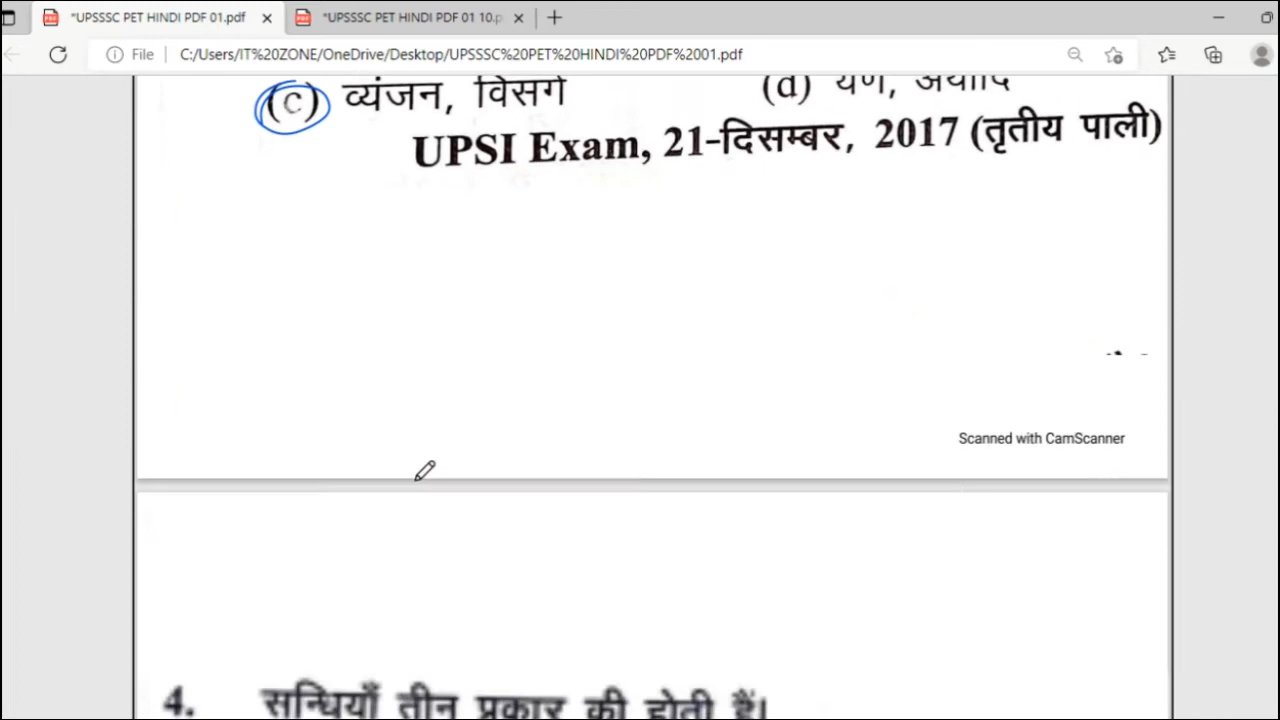 *UPSSSC PET HINDI PDF 01.pdf
*UPSSSC PET HINDI PDF 01 10.p
File
C:/Users/IT%20ZONE/OneDrive/Desktop/UPSSSC%20PET%20HINDI%20PDF%2001.pdf
(c) व्यंजन, विसर्ग (d) यण, अयादि
UPSI Exam, 21-दिसम्बर, 2017 (तृतीय पाली)
Scanned with CamScanner
4. सन्धियाँ तीन प्रकार की होती हैं।